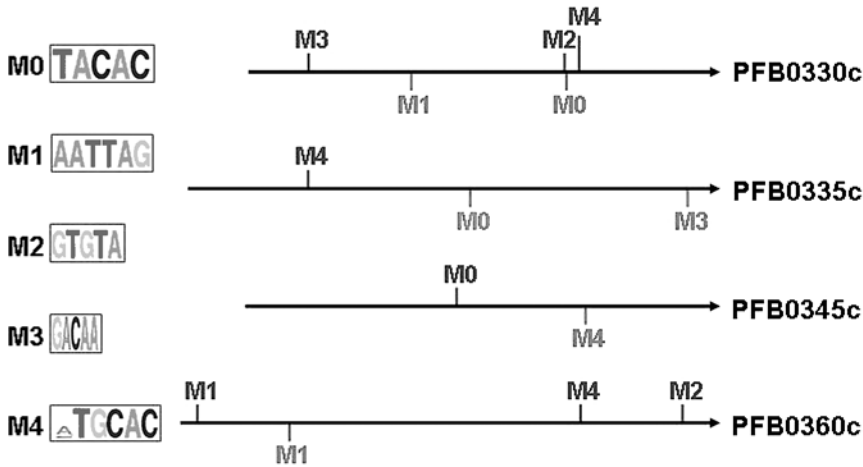 M4
M3 M2
M0 TACAC PFB0330c
M1 M0
M1 AATTAG
M4
PFB0335c
M0 M3
M2 GTGTA
M0
PFB0345c
M3 GACAA
M4
M1 M4 M2
M4 ATGCAC PFB0360c
M1